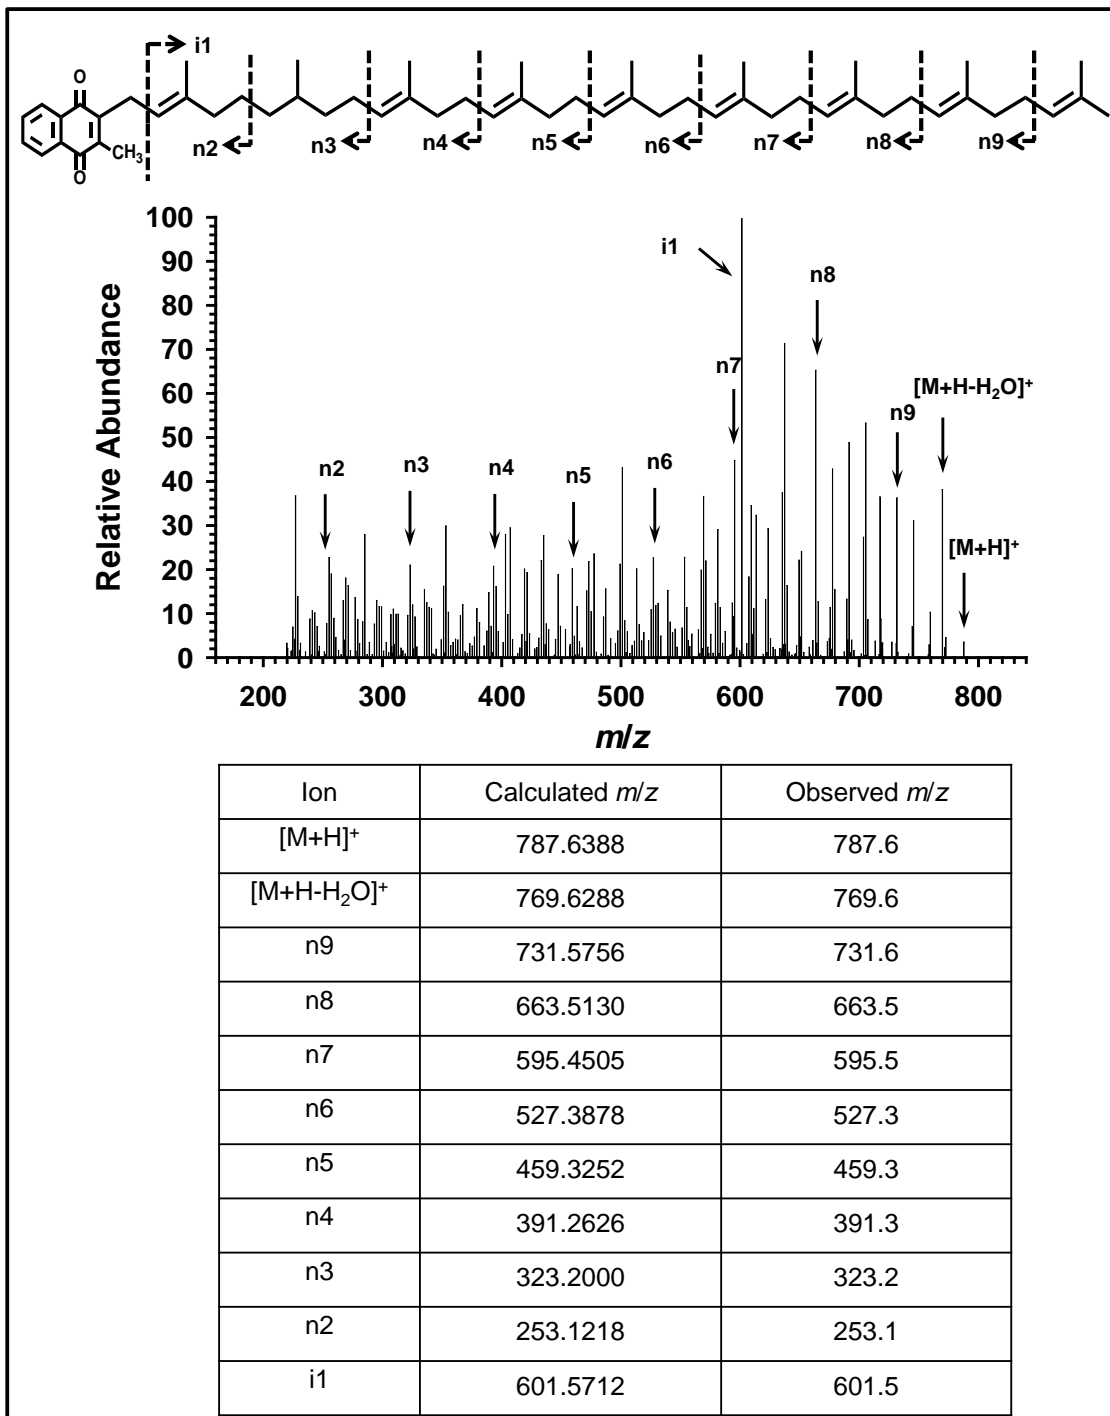 i1
O
CH₃
O
n2 n3 n4 n5 n6 n7 n8 n9
Relative Abundance
100
90
80
70
60
50
40
30
20
10
0
i1
n8
n7
[M+H-H₂O]⁺
n9
n2 n3 n4 n5 n6
[M+H]⁺
200 300 400 500 600 700 800
m/z
Ion Calculated m/z Observed m/z
[M+H]⁺ 787.6388 787.6
[M+H-H₂O]⁺ 769.6288 769.6
n9 731.5756 731.6
n8 663.5130 663.5
n7 595.4505 595.5
n6 527.3878 527.3
n5 459.3252 459.3
n4 391.2626 391.3
n3 323.2000 323.2
n2 253.1218 253.1
i1 601.5712 601.5